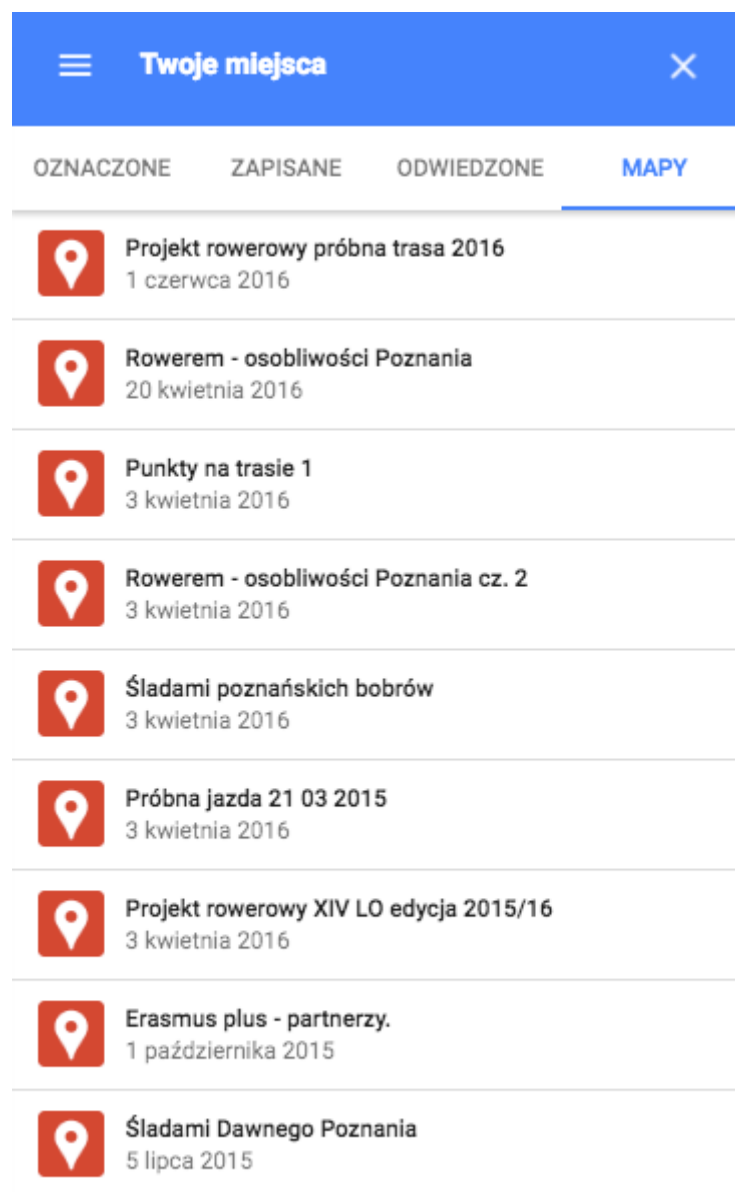 Twoje miejsca
OZNACZONE ZAPISANE ODWIEDZONE MAPY
Projekt rowerowy próbna trasa 2016
1 czerwca 2016
Rowerem - osobliwości Poznania
20 kwietnia 2016
Punkty na trasie 1
3 kwietnia 2016
Rowerem - osobliwości Poznania cz. 2
3 kwietnia 2016
Śladami poznańskich bobrów
3 kwietnia 2016
Próbna jazda 21 03 2015
3 kwietnia 2016
Projekt rowerowy XIV LO edycja 2015/16
3 kwietnia 2016
Erasmus plus - partnerzy.
1 października 2015
Śladami Dawnego Poznania
5 lipca 2015